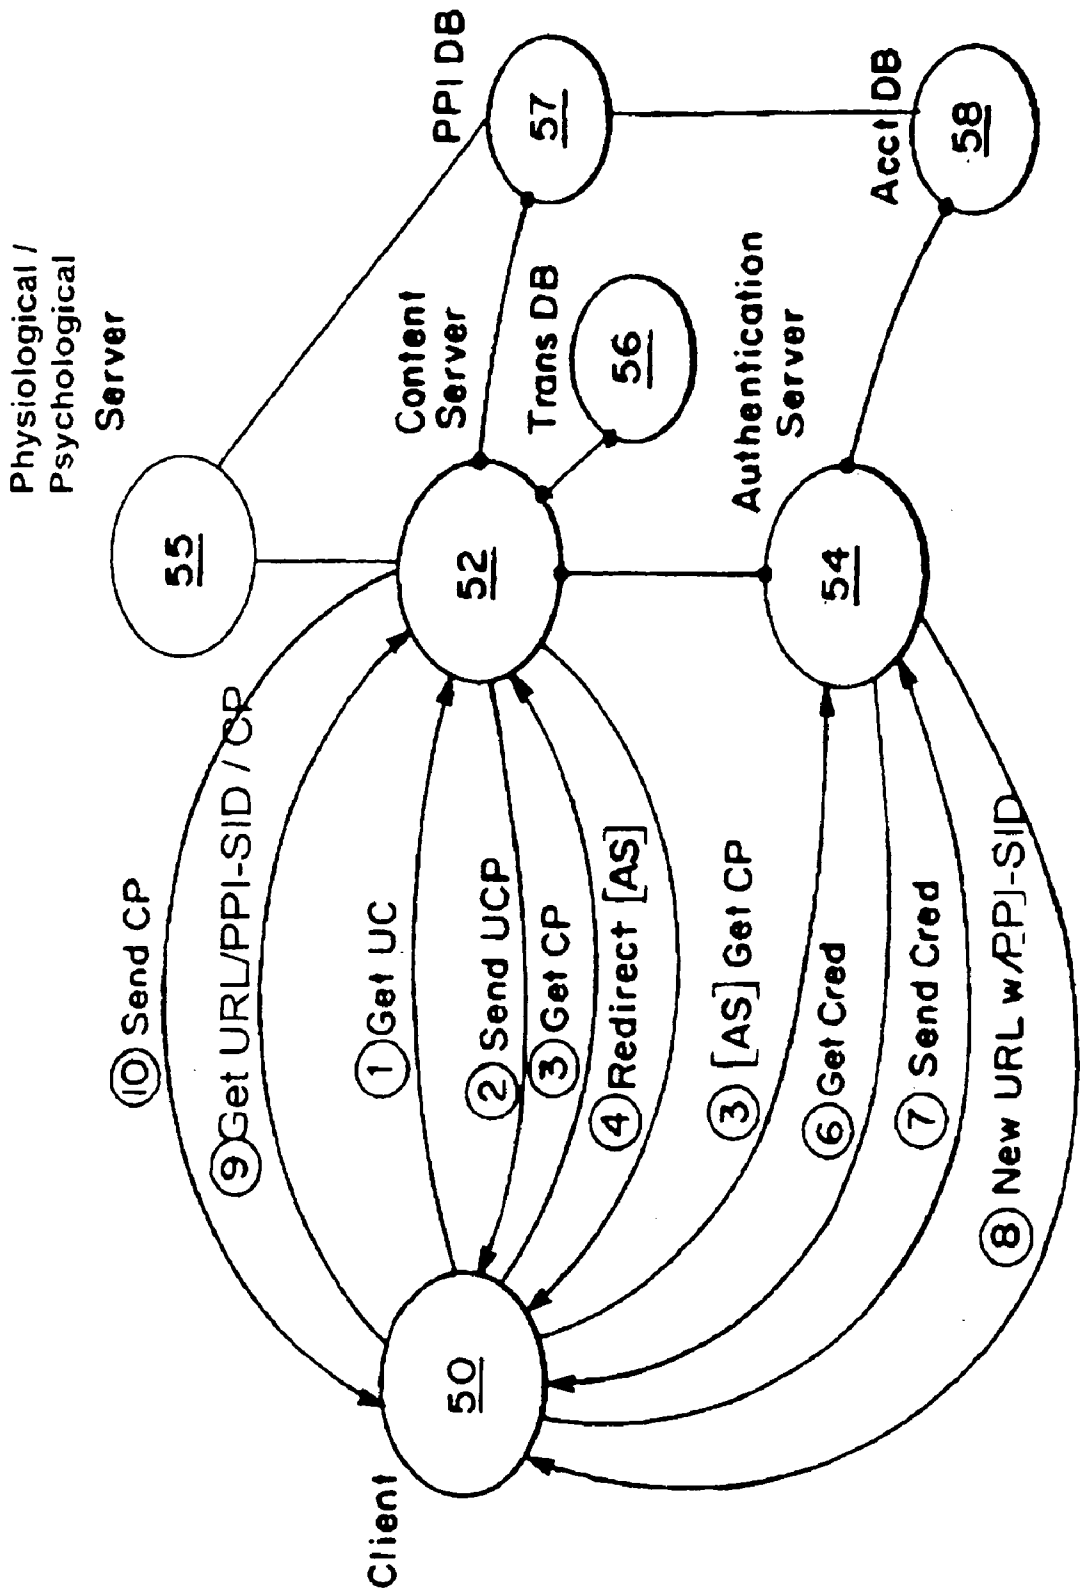 Physiological /
Psychological
Server
55
PPI DB
57
Content
Server
52
Trans DB
56
Authentication
Server
54
Acct DB
58
Client
50
10 Send CP
9 Get URL/PPI-SID / CP
1 Get UC
2 Send UCP
3 Get CP
4 Redirect [AS]
3 [AS] Get CP
6 Get Cred
7 Send Cred
8 New URL w/PPI-SID